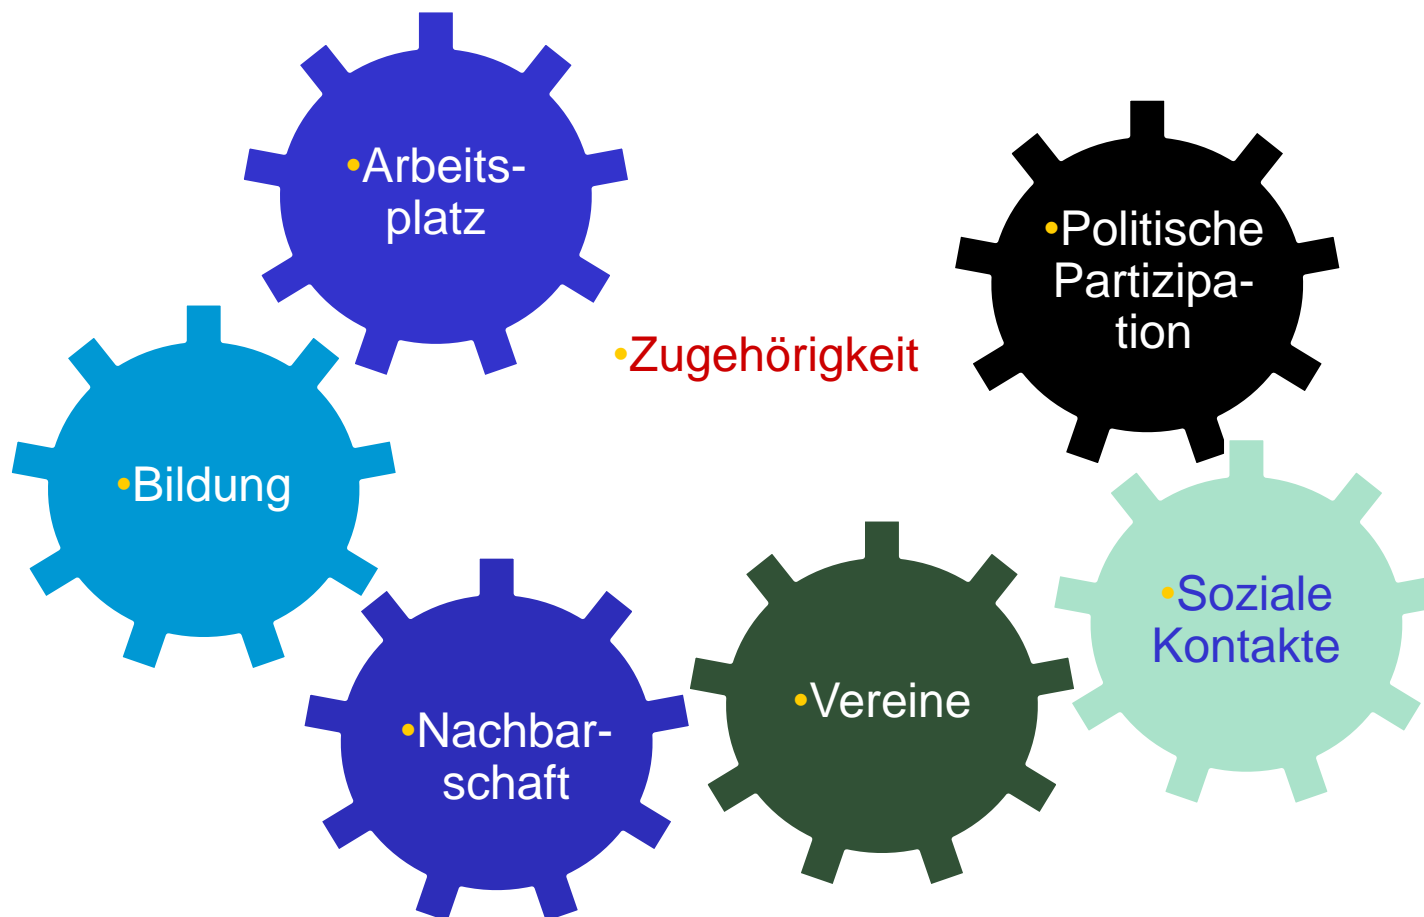 •Arbeits-
platz
•Politische
Partizipa-
tion
•Zugehörigkeit
•Bildung
•Soziale
Kontakte
•Nachbar-
schaft
•Vereine